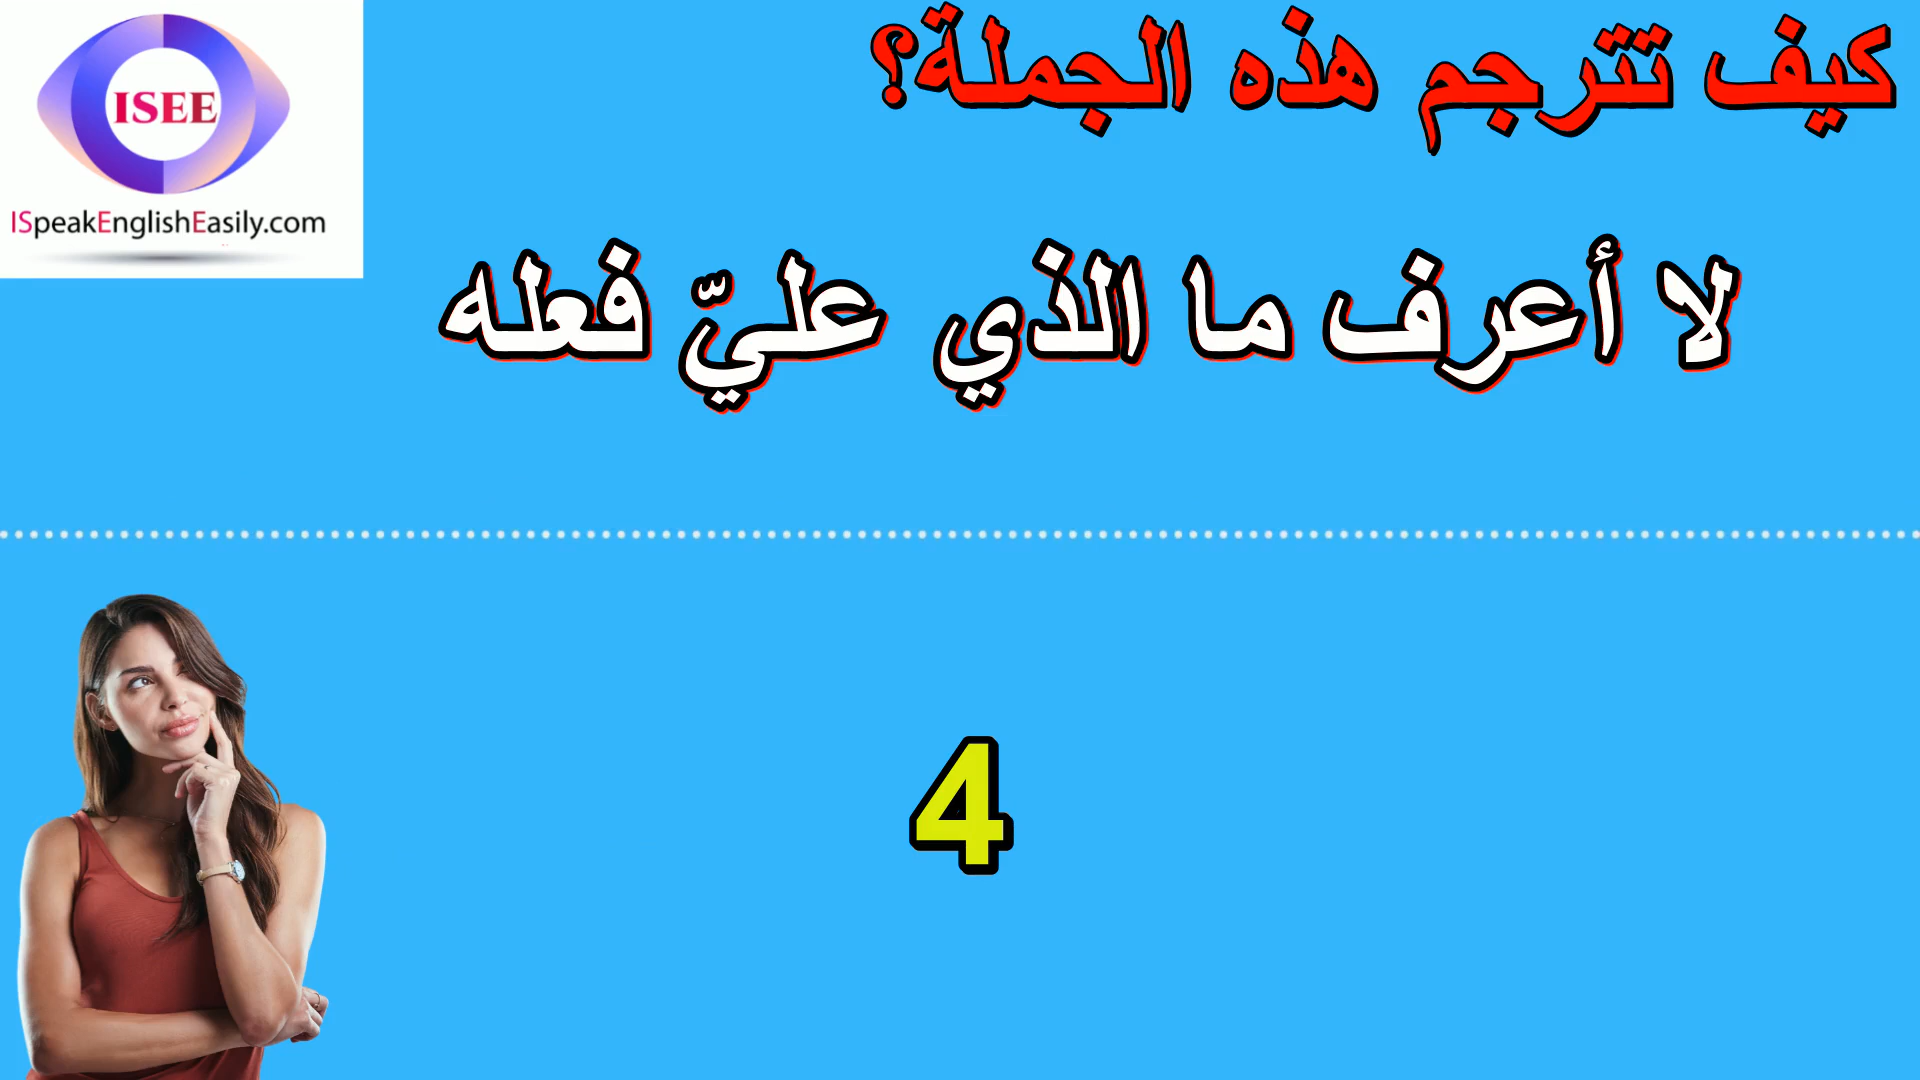 ISEE
ISpeakEnglishEasily.com
كيف تترجم هذه الجملة؟
لا أعرف ما الذي عليّ فعله
4